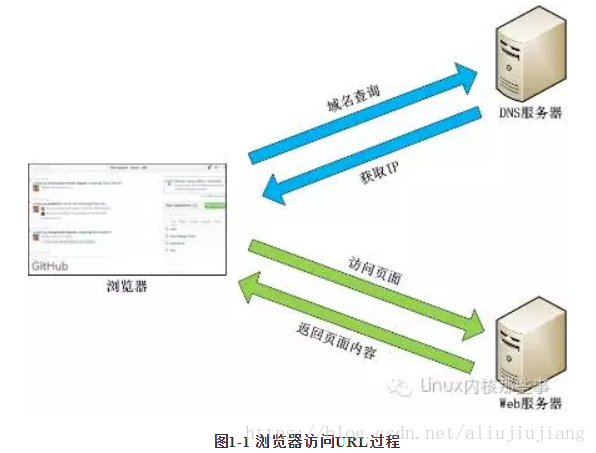 域名查询
DNS服务器
获取IP
GitHub
浏览器
访问页面
返回页面内容
Linux内核那些事
Web服务器
https://blog.csdn.net/aliujiujiang
图1-1 浏览器访问URL过程